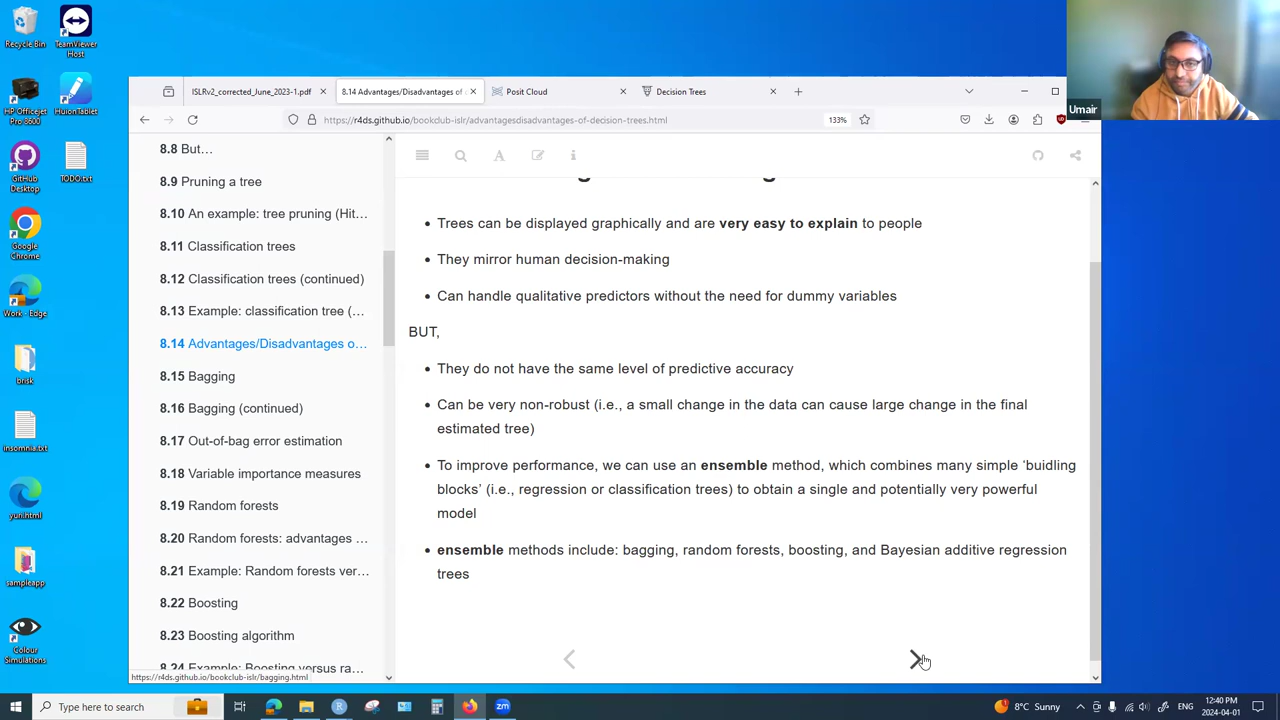 Recycle Bin
TeamViewer Host
HP Officejet Pro 8600
HuionTablet
GitHub Desktop
TODO.txt
Google Chrome
Work - Edge
brisk
insomnia.txt
yuni.html
sampleapp
Colour Simulations
ISLRv2_corrected_June_2023-1.pdf
8.14 Advantages/Disadvantages of
Posit Cloud
Decision Trees
https://r4ds.github.io/bookclub-islr/advantagesdisadvantages-of-decision-trees.html
133%
Umair
8.8 But…
8.9 Pruning a tree
8.10 An example: tree pruning (Hit…
8.11 Classification trees
8.12 Classification trees (continued)
8.13 Example: classification tree (…
8.14 Advantages/Disadvantages o…
8.15 Bagging
8.16 Bagging (continued)
8.17 Out-of-bag error estimation
8.18 Variable importance measures
8.19 Random forests
8.20 Random forests: advantages …
8.21 Example: Random forests ver…
8.22 Boosting
8.23 Boosting algorithm
8.24 Example: Boosting versus ra…
https://r4ds.github.io/bookclub-islr/bagging.html
Trees can be displayed graphically and are very easy to explain to people
They mirror human decision-making
Can handle qualitative predictors without the need for dummy variables
BUT,
They do not have the same level of predictive accuracy
Can be very non-robust (i.e., a small change in the data can cause large change in the final
estimated tree)
To improve performance, we can use an ensemble method, which combines many simple ‘buidling
blocks’ (i.e., regression or classification trees) to obtain a single and potentially very powerful
model
ensemble methods include: bagging, random forests, boosting, and Bayesian additive regression
trees
Type here to search
8°C Sunny
12:40 PM
2024-04-01